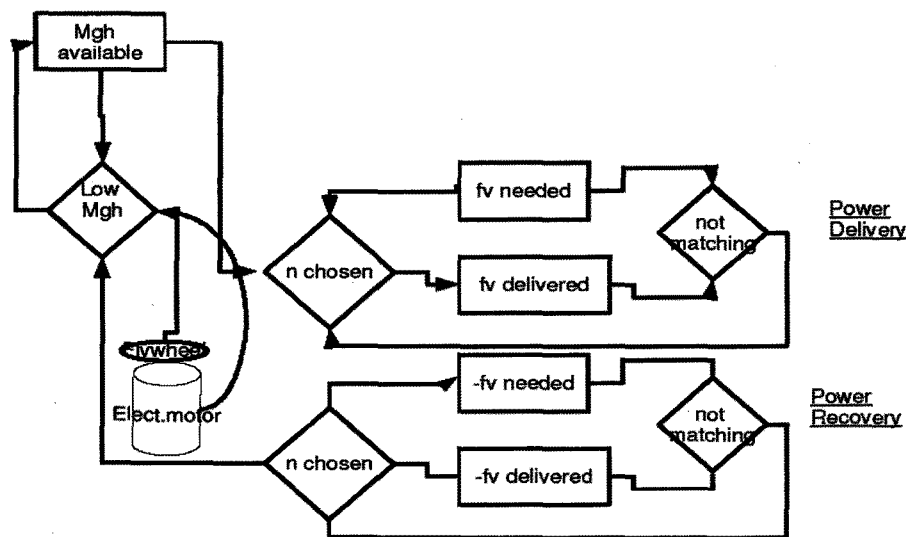 Mgh
available
Low
Mgh
fv needed
not
matching
Power
Delivery
n chosen
fv delivered
Flywheel
-fv needed
Elect.motor
not
matching
Power
Recovery
n chosen
-fv delivered